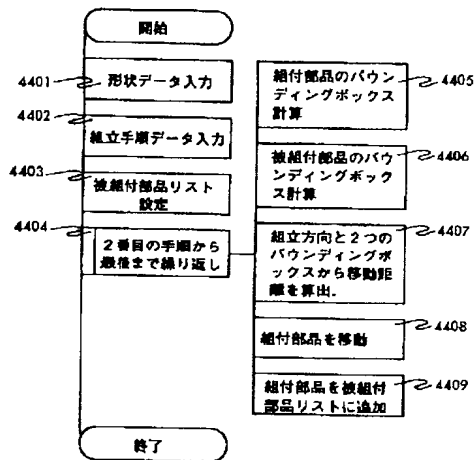 開始
4401
形状データ入力
4402
組立手順データ入力
4403
被組付部品リスト
設定
4404
2番目の手順から
最後まで繰り返し
終了
組付部品のバウン
ディングボックス
計算
4405
被組付部品のバウン
ディングボックス
計算
4406
組立方向と2つの
バウンディングボ
ックスから移動距
離を算出.
4407
組付部品を移動
4408
組付部品を被組付
部品リストに追加
4409